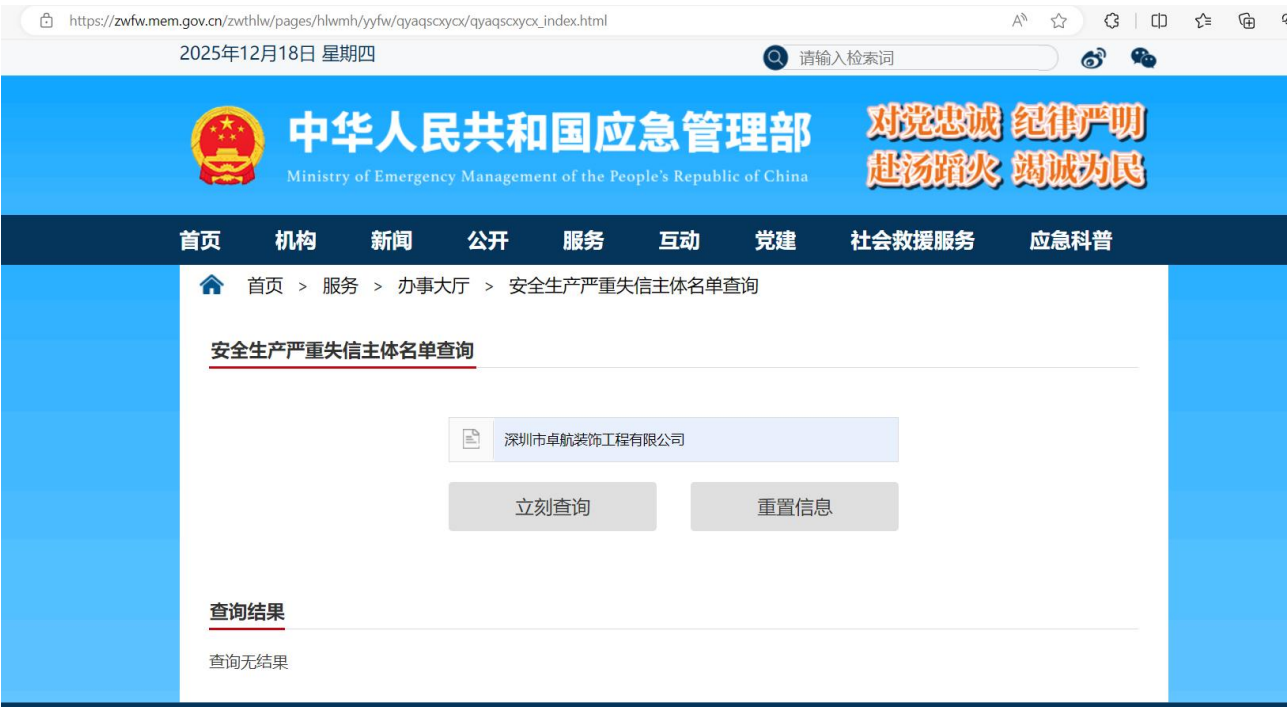 https://zwfw.mem.gov.cn/zwthlw/pages/hlwmh/yyfw/qyaqscxycx/qyaqscxycx_index.html
2025年12月18日 星期四
请输入检索词
中华人民共和国应急管理部
Ministry of Emergency Management of the People's Republic of China
对党忠诚 纪律严明
赴汤蹈火 竭诚为民
首页 机构 新闻 公开 服务 互动 党建 社会救援服务 应急科普
首页 > 服务 > 办事大厅 > 安全生产严重失信主体名单查询
安全生产严重失信主体名单查询
深圳市卓航装饰工程有限公司
立刻查询 重置信息
查询结果
查询无结果